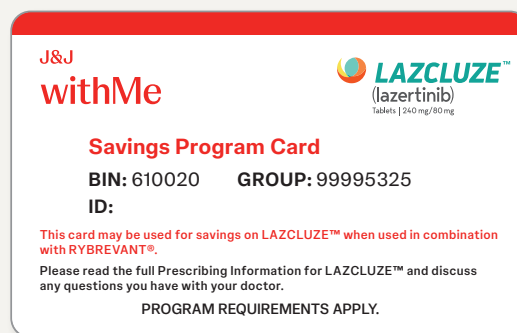 J&J
withMe
LAZCLUZE™
(lazertinib)
Tablets | 240 mg/80 mg
Savings Program Card
BIN: 610020 GROUP: 99995325
ID:
This card may be used for savings on LAZCLUZE™ when used in combination
with RYBREVANT®.
Please read the full Prescribing Information for LAZCLUZE™ and discuss
any questions you have with your doctor.
PROGRAM REQUIREMENTS APPLY.